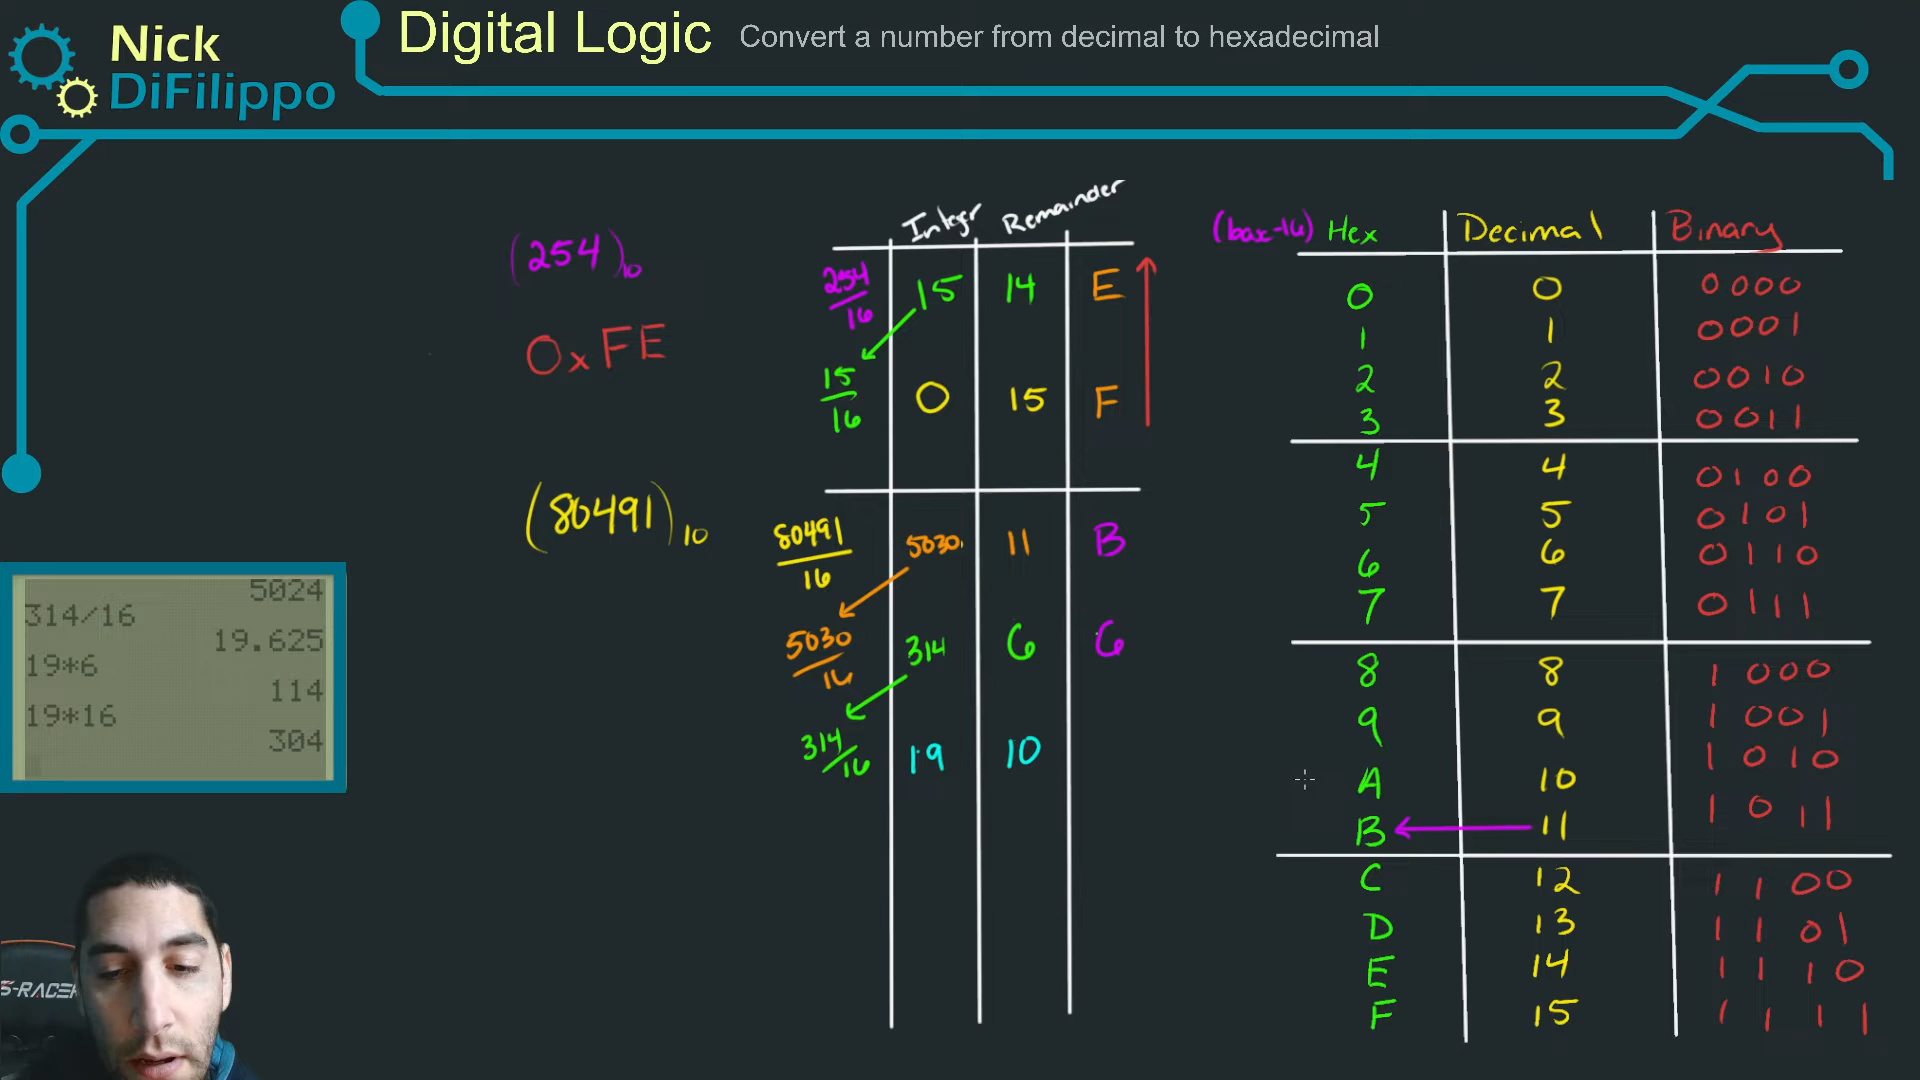 Nick
DiFilippo
Digital Logic Convert a number from decimal to hexadecimal
(254)10
0xFE
(80491)10
Integr Remainder
254/16 15 14 E
15/16 0 15 F
80491/16 5030 11 B
5030/16 314 6 6
314/16 19 10
5024
314/16
19.625
19*6
114
19*16
304
(bax-16) Hex Decimal Binary
0 0 0000
1 1 0001
2 2 0010
3 3 0011
4 4 0100
5 5 0101
6 6 0110
7 7 0111
8 8 1000
9 9 1001
A 10 1010
B 11 1011
C 12 1100
D 13 1101
E 14 1110
F 15 1111
S-RACER